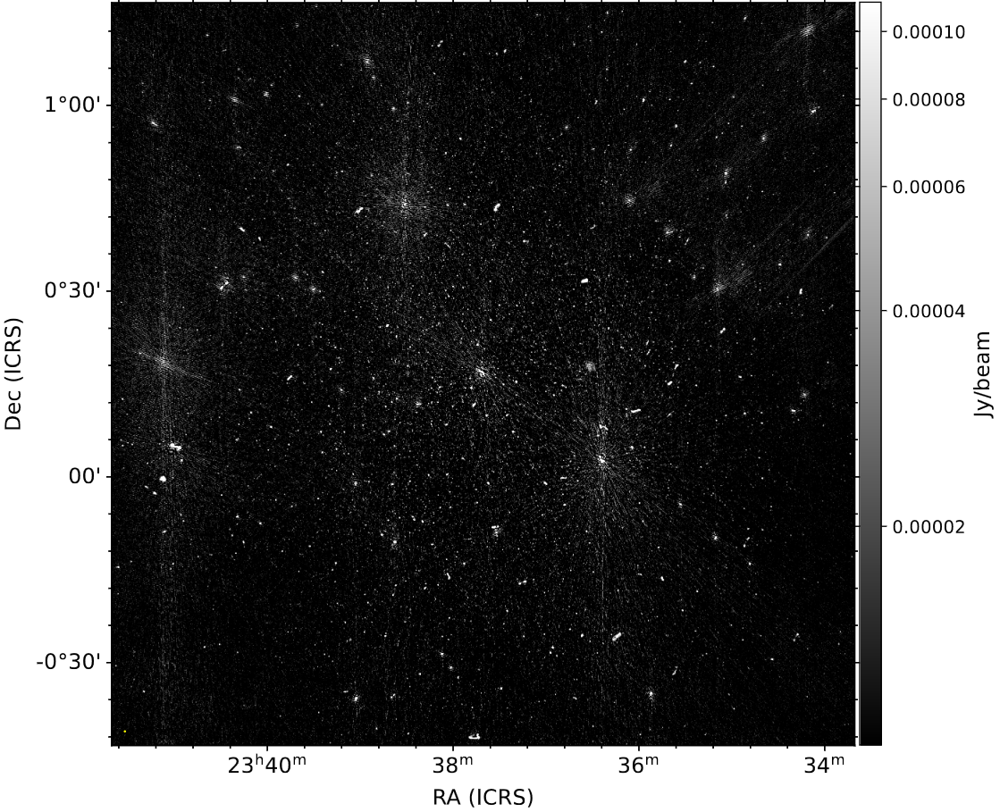 0.00010
1°00'
0.00008
0.00006
0°30'
0.00004
Dec (ICRS)
Jy/beam
00'
0.00002
-0°30'
23ʰ40ᵐ
38ᵐ
36ᵐ
34ᵐ
RA (ICRS)